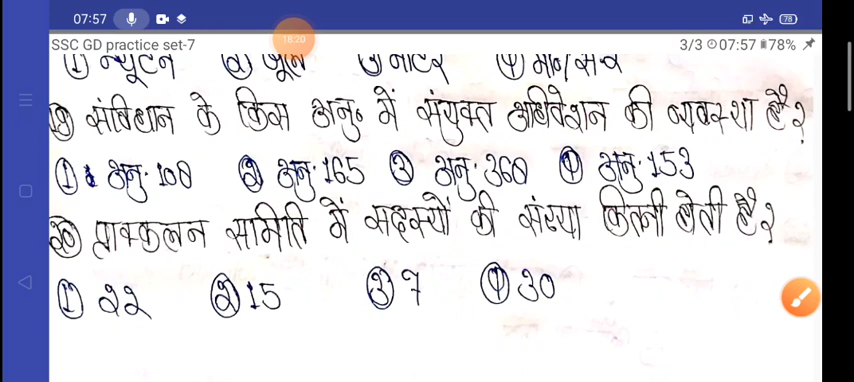 07:57 78
18:20
SSC GD practice set-7 3/3 07:57 78%
① न्यूटन ② जूल ③ मीटर ④ मी/से
⑲ संविधान के किस अनु॰ में संयुक्त अधिवेशन की व्यवस्था है?
① अनु॰ 108 ② अनु॰ 165 ③ अनु॰ 360 ④ अनु॰ 153
⑳ प्राक्कलन समिति में सदस्यों की संख्या कितनी होती है?
① 22 ② 15 ③ 7 ④ 30